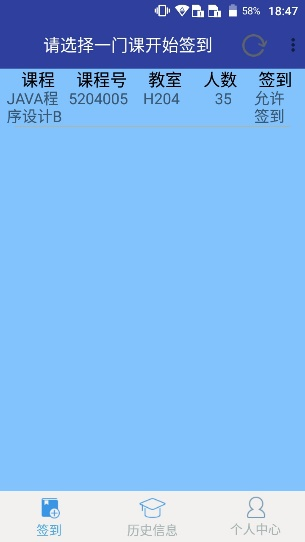 58% 18:47
请选择一门课开始签到
课程 课程号 教室 人数 签到
JAVA程 5204005 H204 35 允许
序设计B 签到
签到 历史信息 个人中心